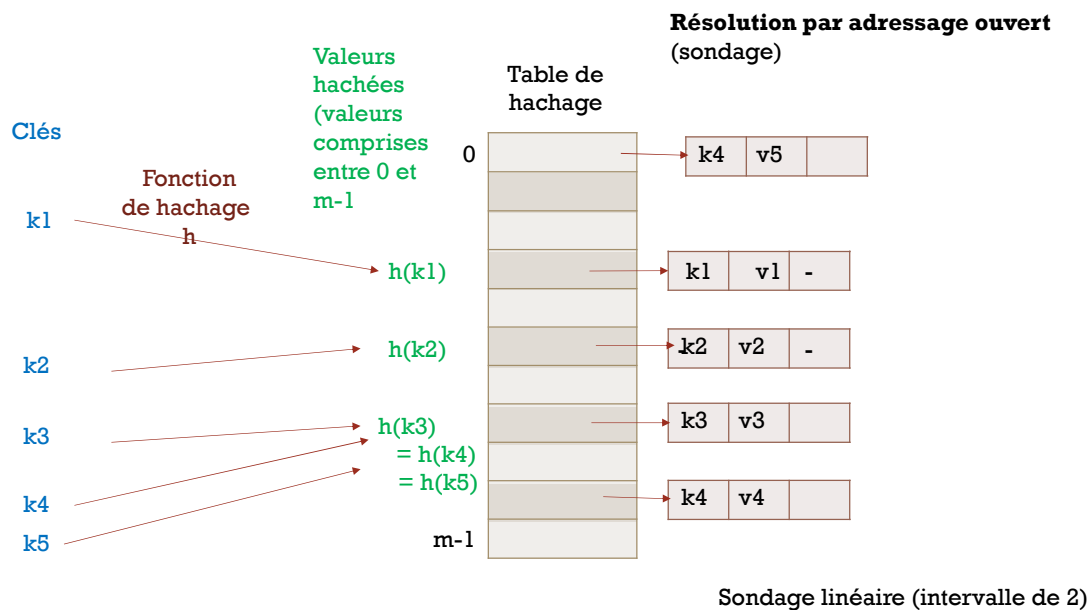 Résolution par adressage ouvert
(sondage)
Valeurs
hachées
(valeurs
comprises
entre 0 et
m-1
Table de
hachage
Clés
Fonction
de hachage
h
0
k4 v5
k1
h(k1)
k1 v1 -
k2
h(k2)
-k2 v2 -
k3
h(k3)
= h(k4)
= h(k5)
k3 v3
k4
k4 v4
k5
m-1
Sondage linéaire (intervalle de 2)